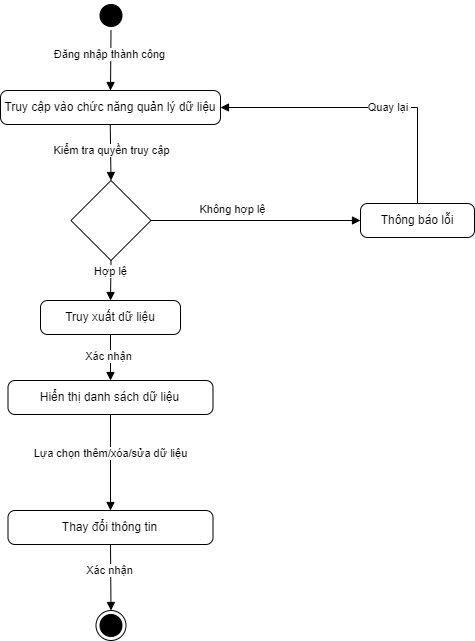 Đăng nhập thành công
Truy cập vào chức năng quản lý dữ liệu
Quay lại
Kiểm tra quyền truy cập
Không hợp lệ
Thông báo lỗi
Hợp lệ
Truy xuất dữ liệu
Xác nhận
Hiển thị danh sách dữ liệu
Lựa chọn thêm/xóa/sửa dữ liệu
Thay đổi thông tin
Xác nhận